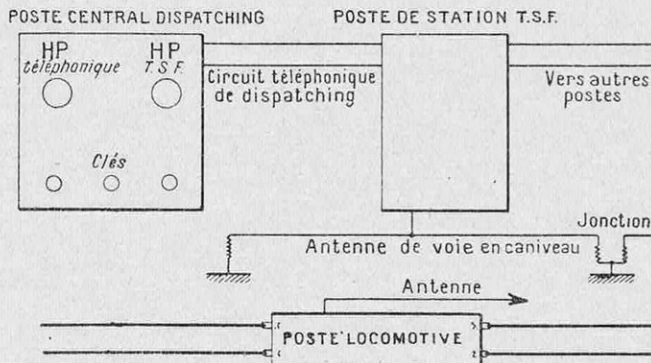 POSTE CENTRAL DISPATCHING
POSTE DE STATION T.S.F.
HP
téléphonique
HP
T.S.F
Clés
Circuit téléphonique
de dispatching
Vers autres
postes
Jonction
Antenne de voie en caniveau
Antenne
POSTE LOCOMOTIVE